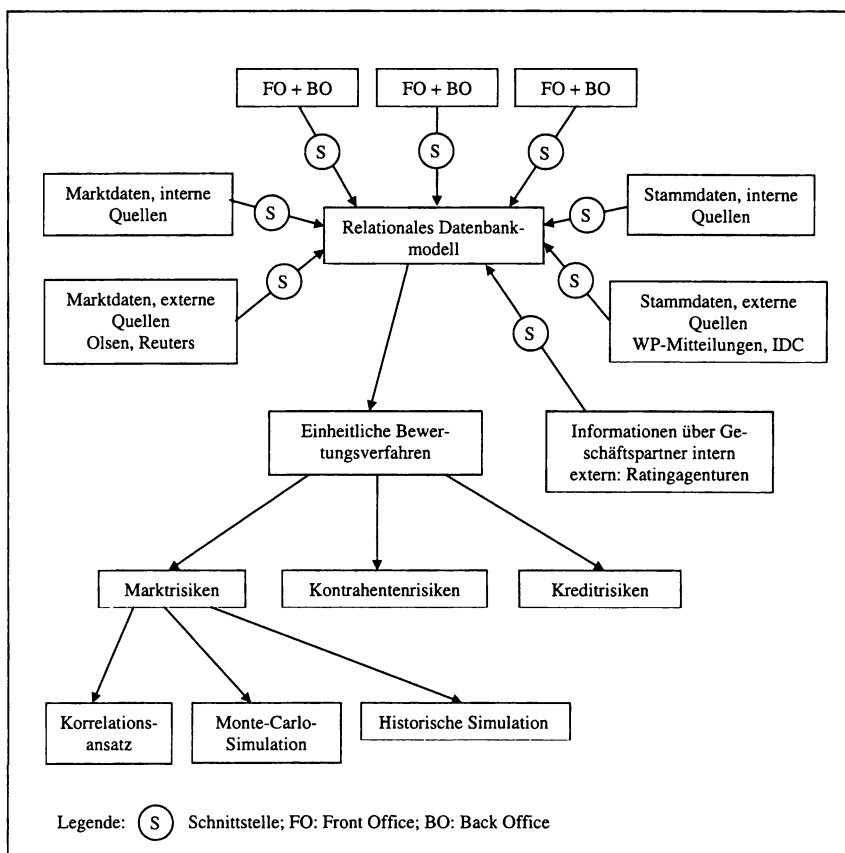 FO + BO
FO + BO
FO + BO
S
S
S
Marktdaten, interne
Quellen
S
Relationales Datenbank-
modell
S
Stammdaten, interne
Quellen
Marktdaten, externe
Quellen
Olsen, Reuters
S
S
Stammdaten, externe
Quellen
WP-Mitteilungen, IDC
S
Einheitliche Bewer-
tungsverfahren
Informationen über Ge-
schäftspartner intern
extern: Ratingagenturen
Marktrisiken
Kontrahentenrisiken
Kreditrisiken
Korrelations-
ansatz
Monte-Carlo-
Simulation
Historische Simulation
Legende: S Schnittstelle; FO: Front Office; BO: Back Office